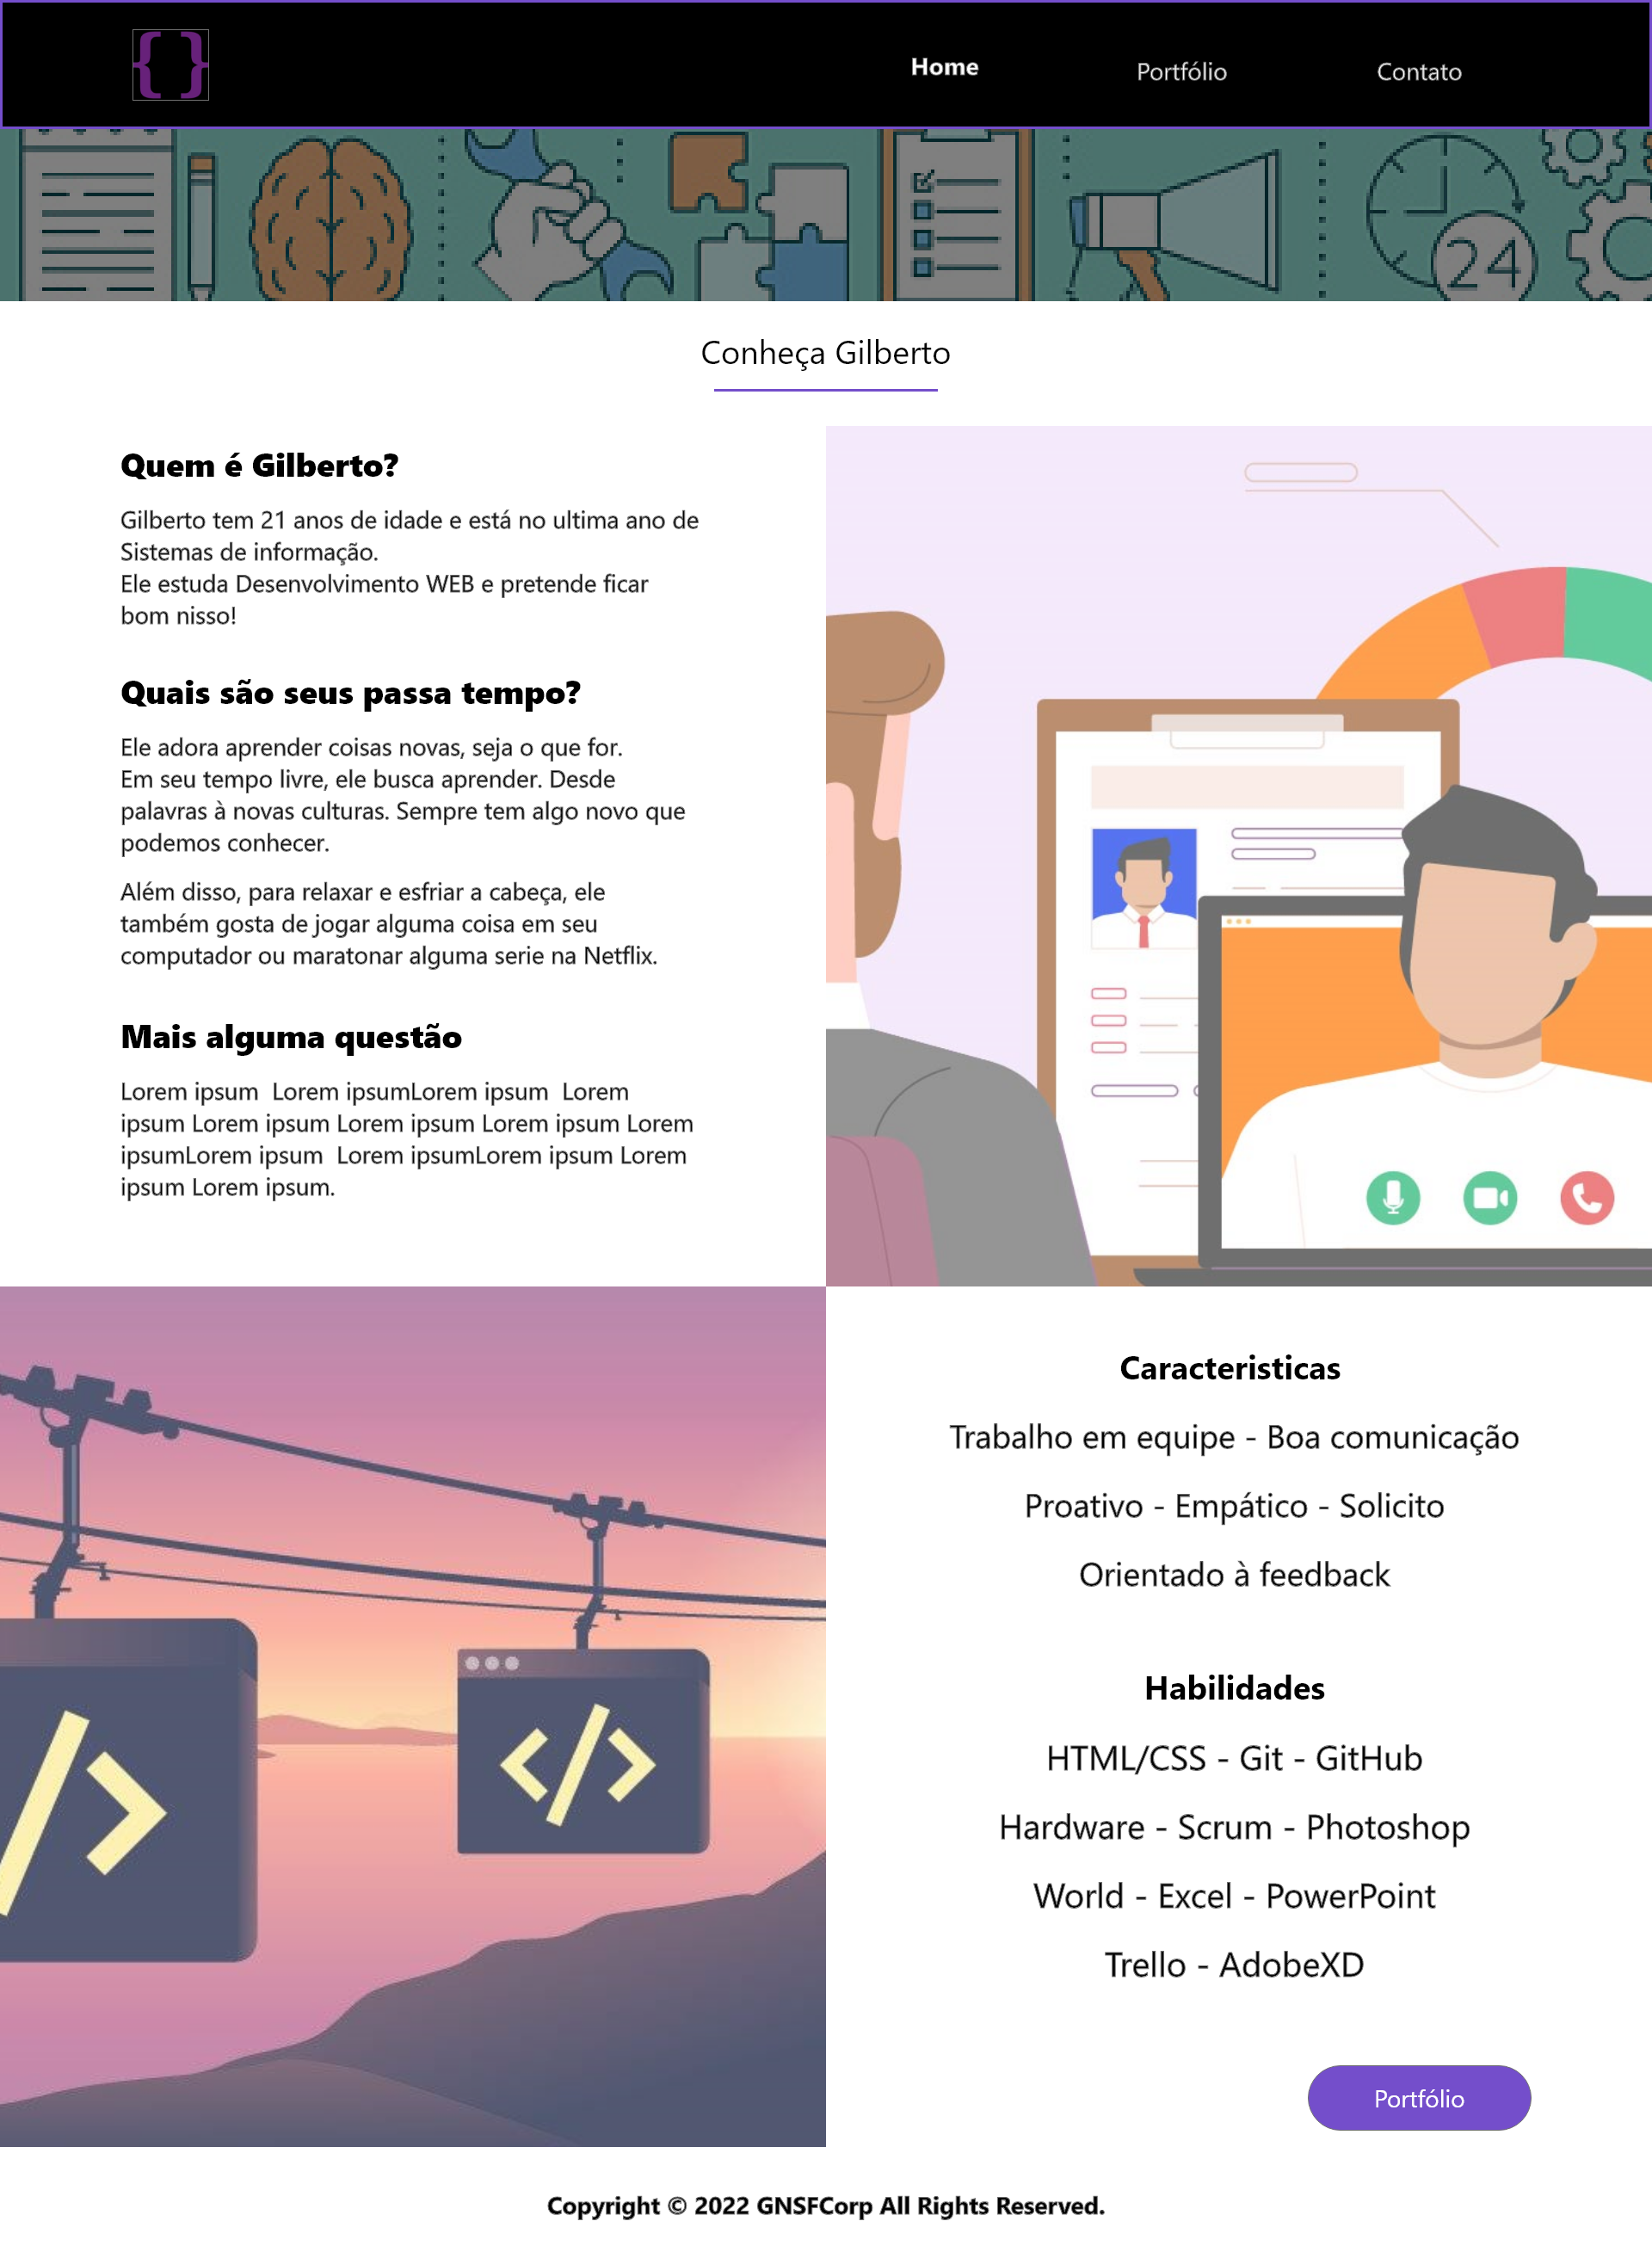 { }
Home
Portfólio
Contato
24
Conheça Gilberto
Quem é Gilberto?
Gilberto tem 21 anos de idade e está no ultima ano de
Sistemas de informação.
Ele estuda Desenvolvimento WEB e pretende ficar
bom nisso!
Quais são seus passa tempo?
Ele adora aprender coisas novas, seja o que for.
Em seu tempo livre, ele busca aprender. Desde
palavras à novas culturas. Sempre tem algo novo que
podemos conhecer.
Além disso, para relaxar e esfriar a cabeça, ele
também gosta de jogar alguma coisa em seu
computador ou maratonar alguma serie na Netflix.
Mais alguma questão
Lorem ipsum  Lorem ipsumLorem ipsum  Lorem
ipsum Lorem ipsum Lorem ipsum Lorem ipsum Lorem
ipsumLorem ipsum  Lorem ipsumLorem ipsum Lorem
ipsum Lorem ipsum.
/>
</>
Caracteristicas
Trabalho em equipe - Boa comunicação
Proativo - Empático - Solicito
Orientado à feedback
Habilidades
HTML/CSS - Git - GitHub
Hardware - Scrum - Photoshop
World - Excel - PowerPoint
Trello - AdobeXD
Portfólio
Copyright © 2022 GNSFCorp All Rights Reserved.